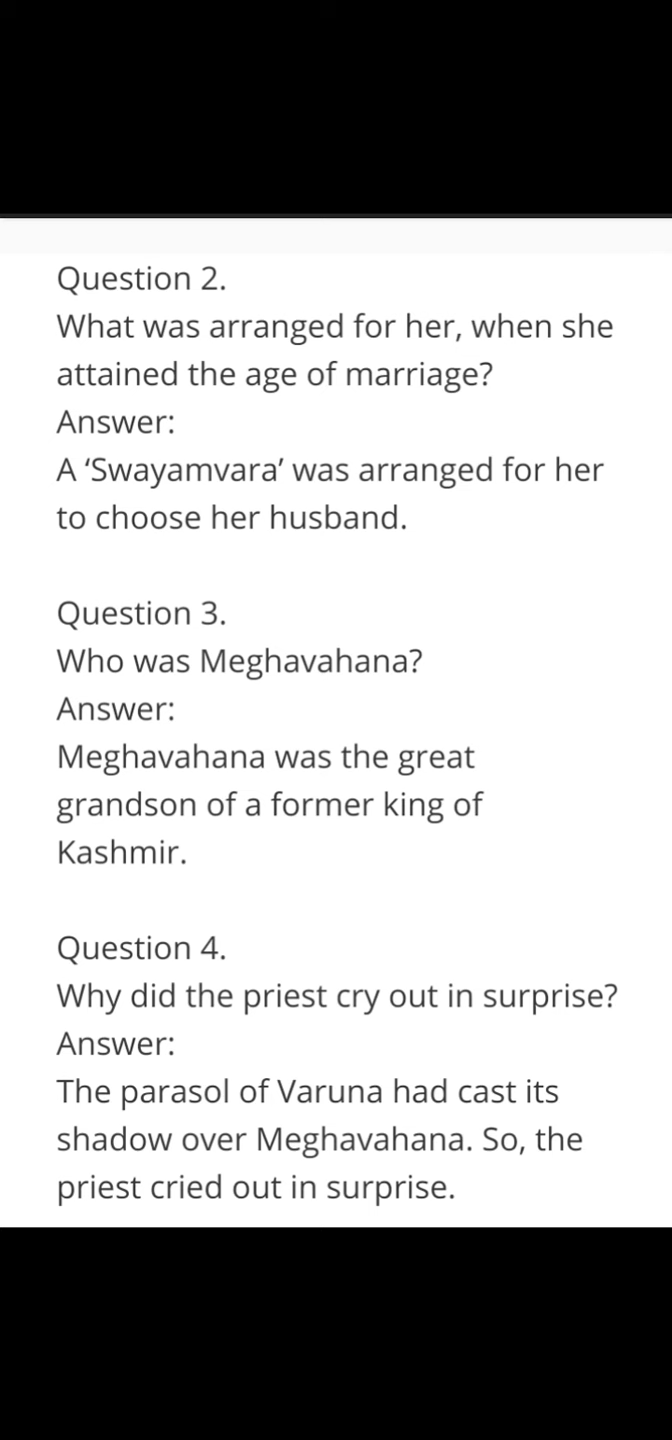 Question 2.
What was arranged for her, when she
attained the age of marriage?
Answer:
A ‘Swayamvara’ was arranged for her
to choose her husband.
Question 3.
Who was Meghavahana?
Answer:
Meghavahana was the great
grandson of a former king of
Kashmir.
Question 4.
Why did the priest cry out in surprise?
Answer:
The parasol of Varuna had cast its
shadow over Meghavahana. So, the
priest cried out in surprise.